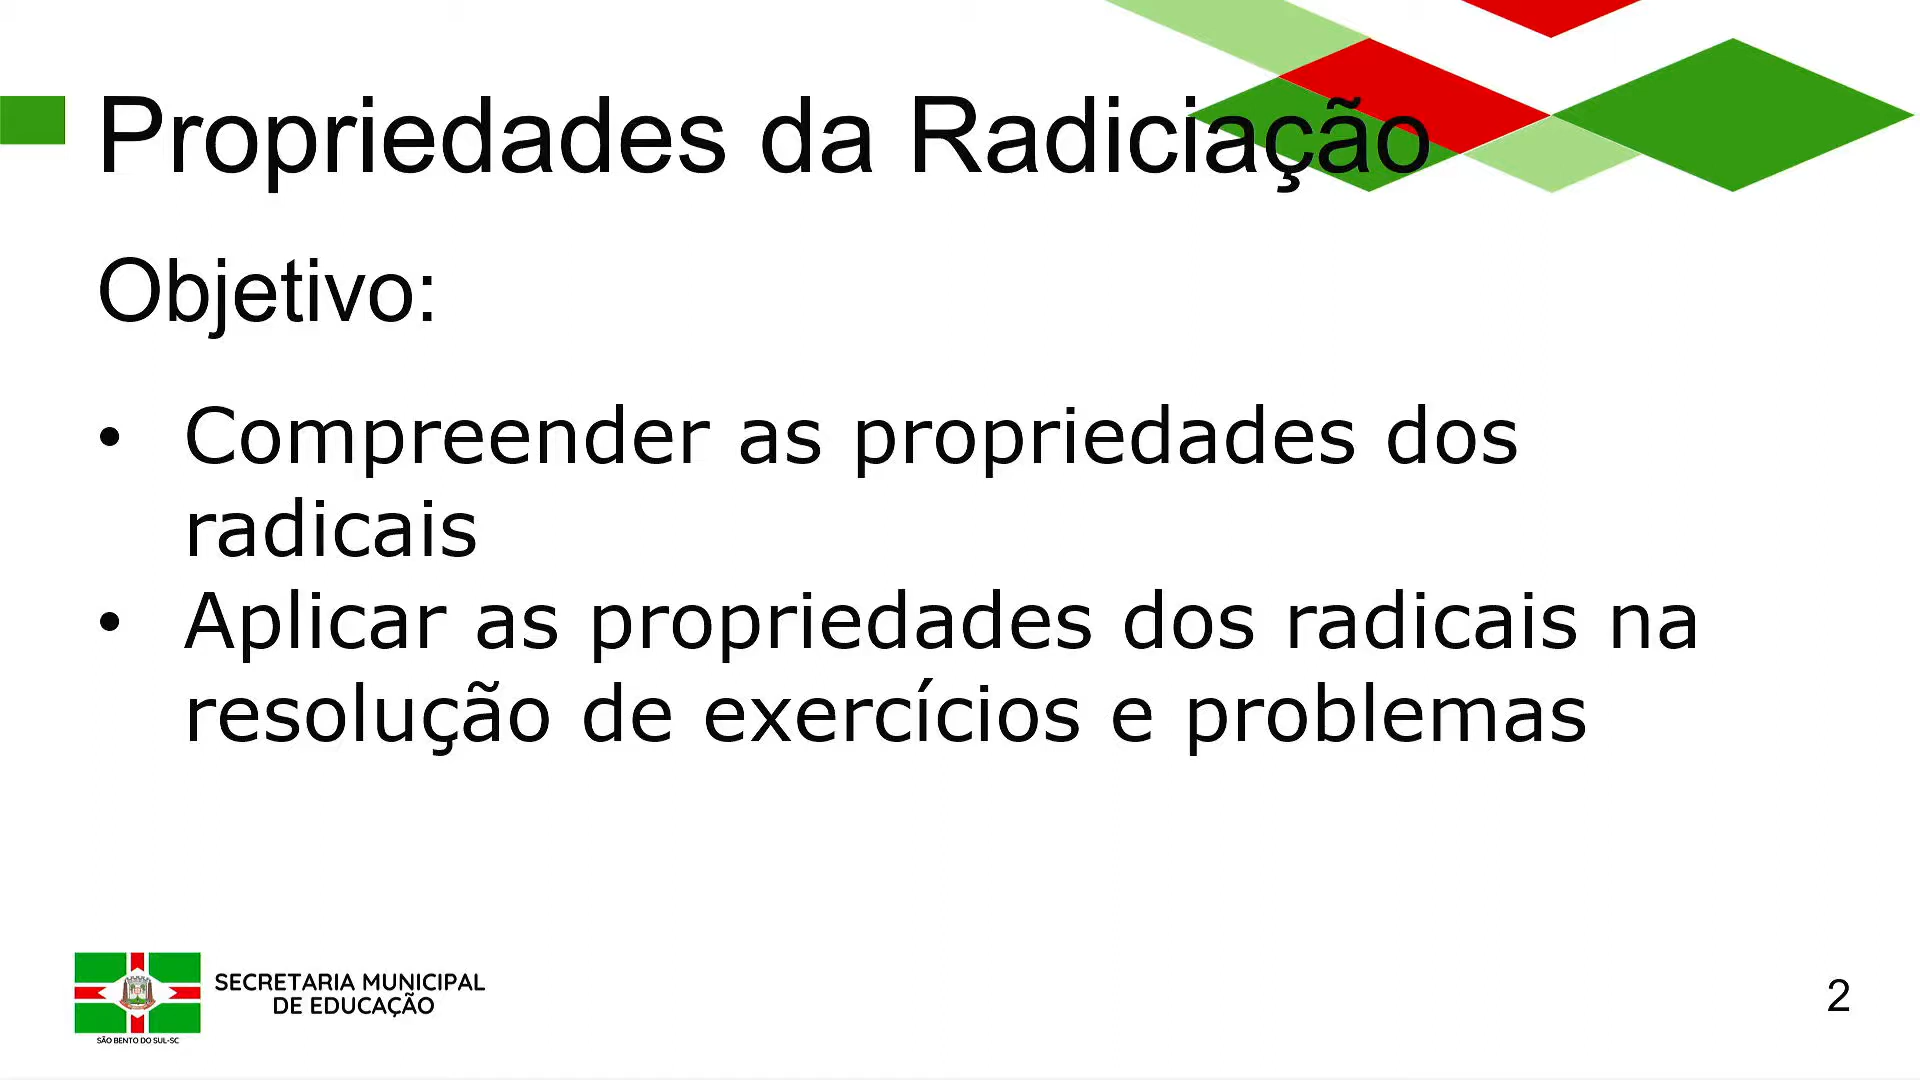 Propriedades da Radiciação
Objetivo:
• Compreender as propriedades dos
radicais
• Aplicar as propriedades dos radicais na
resolução de exercícios e problemas
SECRETARIA MUNICIPAL
DE EDUCAÇÃO
SÃO BENTO DO SUL-SC
2